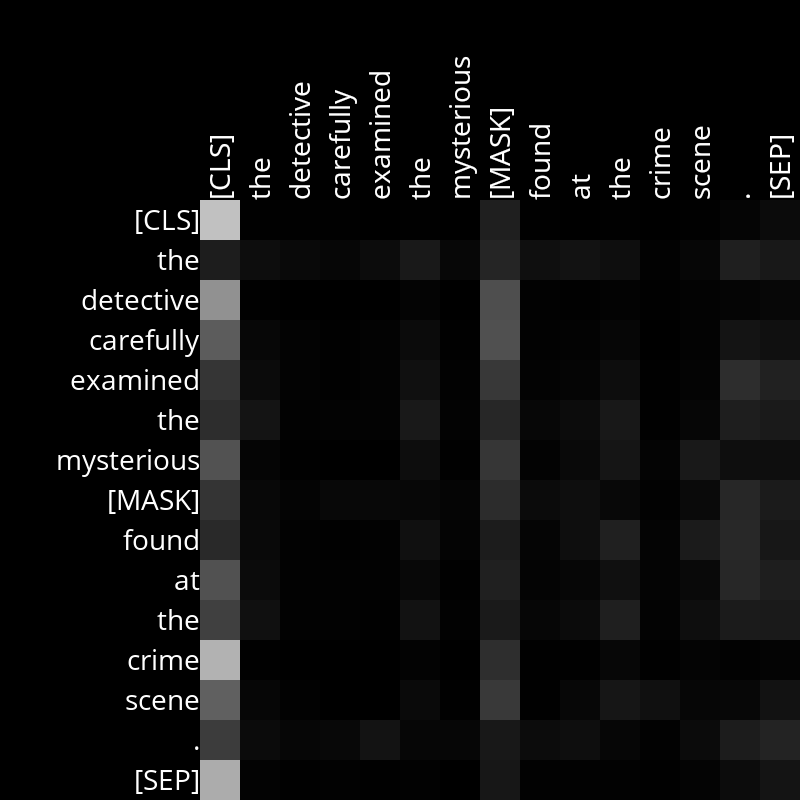 [CLS] the detective carefully examined the mysterious [MASK] found at the crime scene . [SEP]
[CLS]
the
detective
carefully
examined
the
mysterious
[MASK]
found
at
the
crime
scene
.
[SEP]